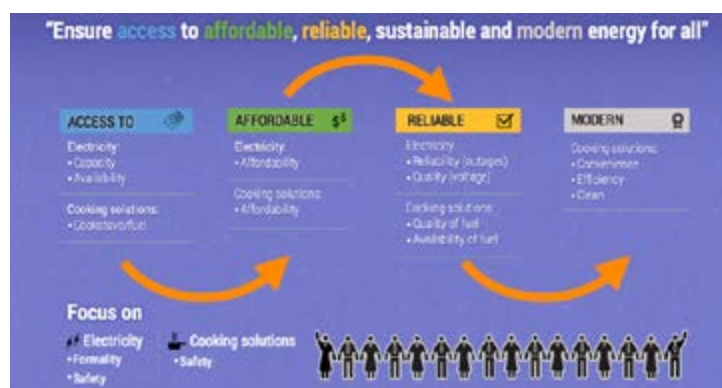 “Ensure access to affordable, reliable, sustainable and modern energy for all”
ACCESS TO
Electricity:
• Capacity
• Availability
Cooking solutions:
• Cookstove/fuel
AFFORDABLE $$
Electricity:
• Affordability
Cooking solutions:
• Affordability
RELIABLE
Electricity:
• Reliability (outages)
• Quality (voltage)
Cooking solutions:
• Quality of fuel
• Availability of fuel
MODERN
Cooking solutions:
• Convenience
• Efficiency
• Clean
Focus on
Electricity
• Formality
• Safety
Cooking solutions
• Safety